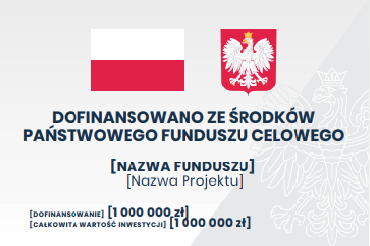 DOFINANSOWANO ZE ŚRODKÓW
PAŃSTWOWEGO FUNDUSZU CELOWEGO
[NAZWA FUNDUSZU]
[Nazwa Projektu]
[DOFINANSOWANIE] [1 000 000 zł]
[CAŁKOWITA WARTOŚĆ INWESTYCJI] [1 000 000 zł]